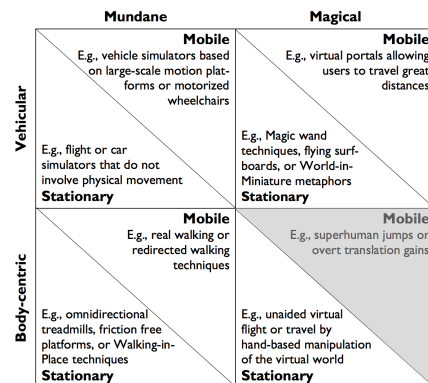 Mundane
Magical
Vehicular
Mobile
E.g., vehicle simulators based
on large-scale motion plat-
forms or motorized
wheelchairs
E.g., flight or car
simulators that do not
involve physical movement
Stationary
Mobile
E.g., virtual portals allowing
users to travel great
distances
E.g., Magic wand
techniques, flying surf-
boards, or World-in-
Miniature metaphors
Stationary
Body-centric
Mobile
E.g., real walking or
redirected walking
techniques
E.g., omnidirectional
treadmills, friction free
platforms, or Walking-in-
Place techniques
Stationary
Mobile
E.g., superhuman jumps or
overt translation gains
E.g., unaided virtual
flight or travel by
hand-based manipulation
of the virtual world
Stationary